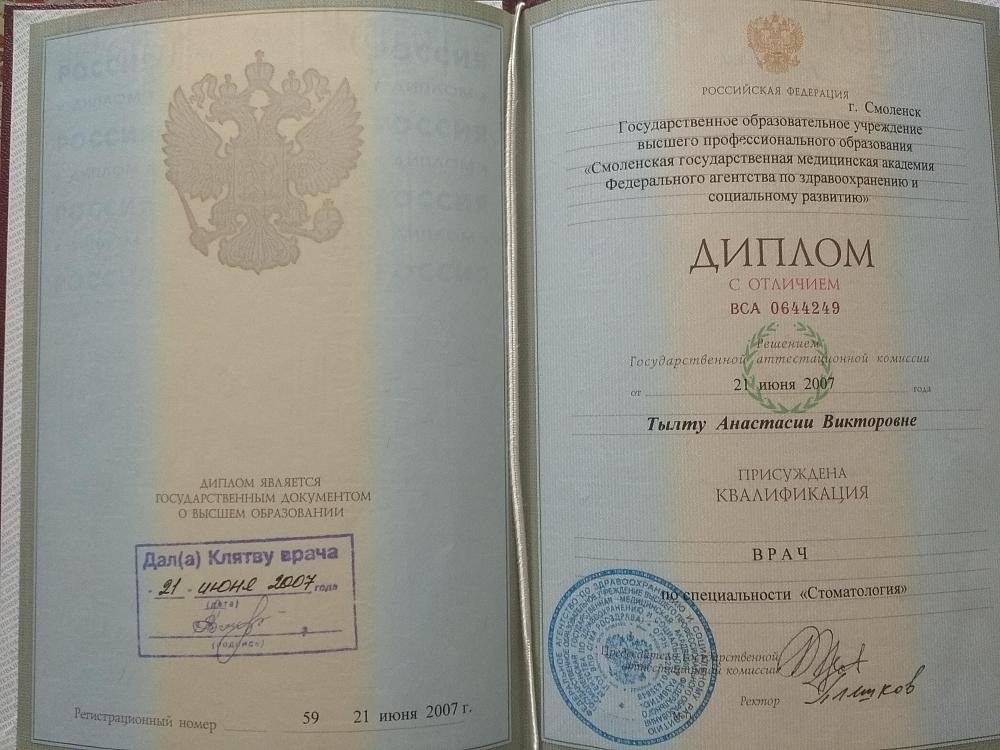 ДИПЛОМ ЯВЛЯЕТСЯ
ГОСУДАРСТВЕННЫМ ДОКУМЕНТОМ
О ВЫСШЕМ ОБРАЗОВАНИИ
Дал(а) Клятву врача
21 июня 2007 года
(дата)
(подпись)
Регистрационный номер 59 21 июня 2007 г.
РОССИЙСКАЯ ФЕДЕРАЦИЯ
г. Смоленск
Государственное образовательное учреждение
высшего профессионального образования
«Смоленская государственная медицинская академия
Федерального агентства по здравоохранению и
социальному развитию»
ДИПЛОМ
С ОТЛИЧИЕМ
ВСА 0644249
Решением
Государственной аттестационной комиссии
от 21 июня 2007 года
Тылту Анастасии Викторовне
ПРИСУЖДЕНА
КВАЛИФИКАЦИЯ
ВРАЧ
по специальности «Стоматология»
Председатель Государственной
аттестационной комиссии
Ректор